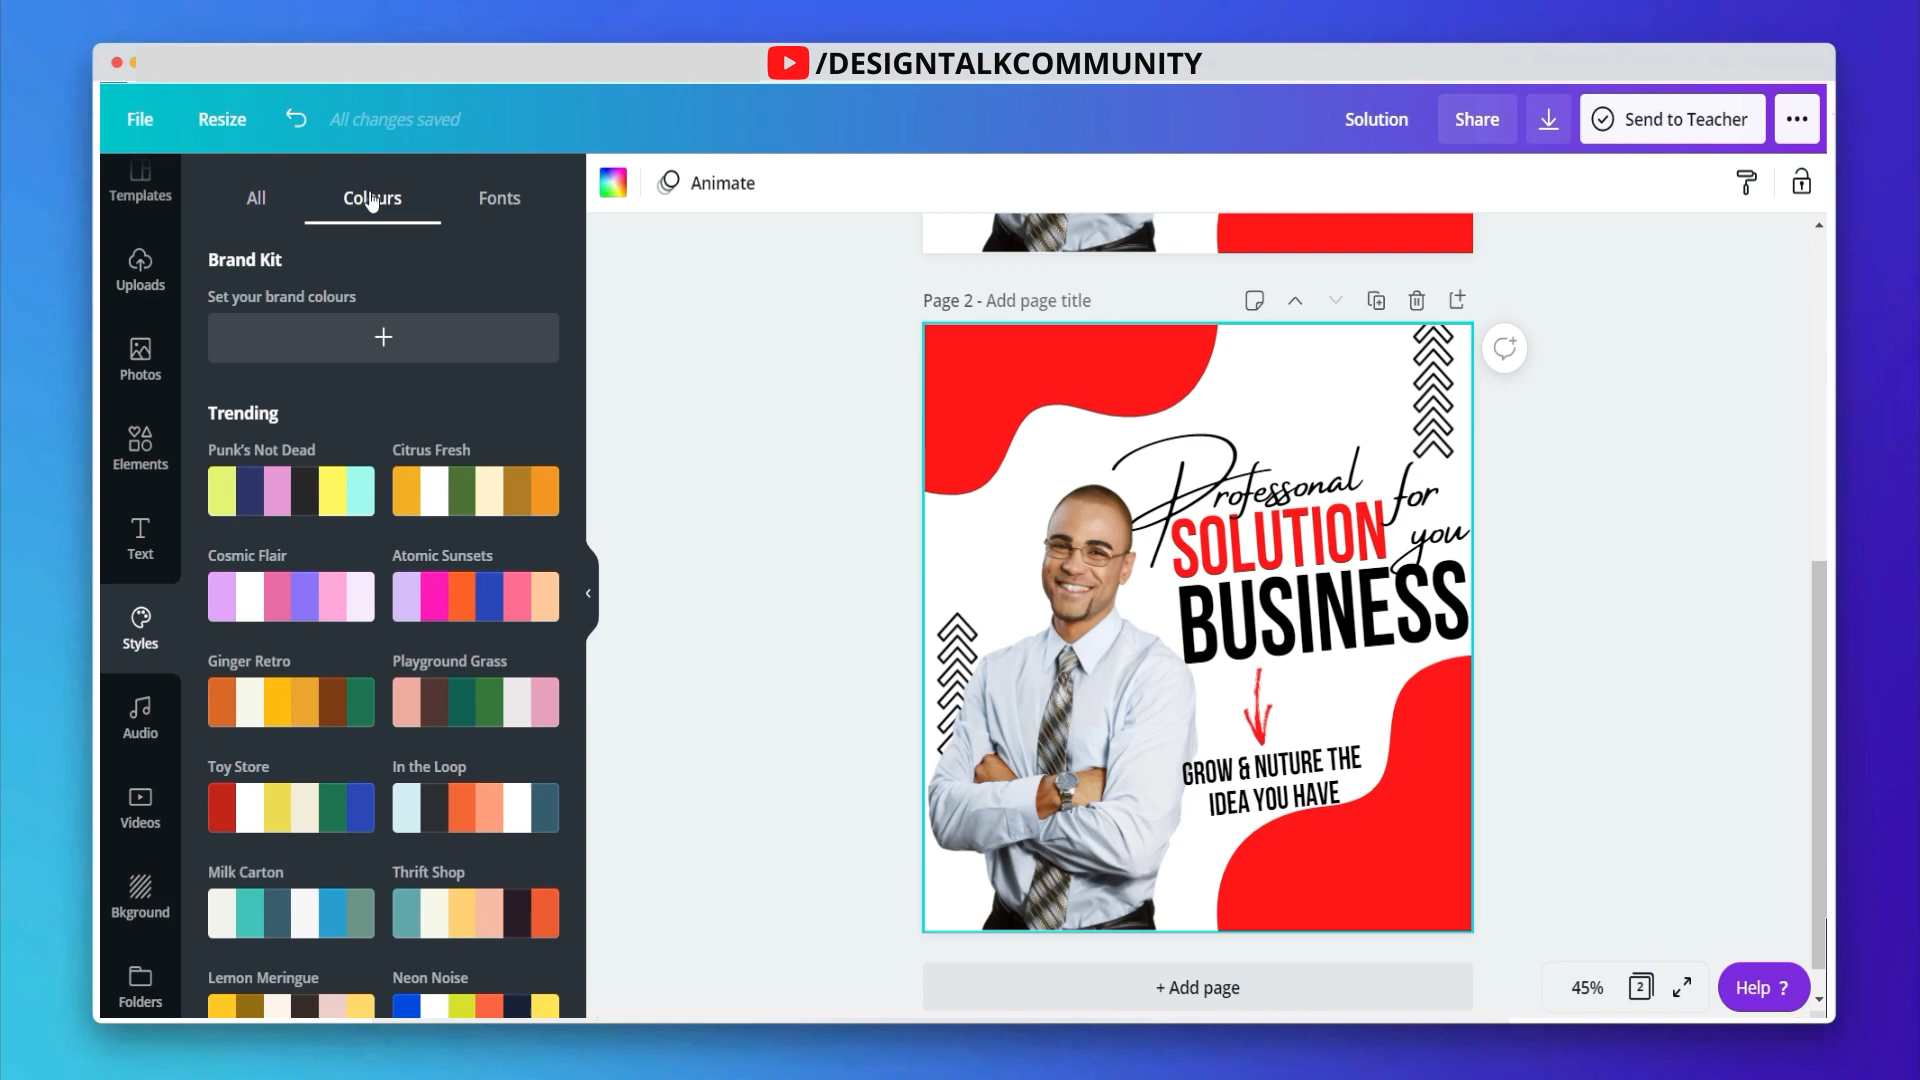 /DESIGNTALKCOMMUNITY
File Resize All changes saved Solution Share Send to Teacher
Templates
Uploads
Photos
Elements
Text
Styles
Audio
Videos
Bkground
Folders
All Colours Fonts
Brand Kit
Set your brand colours
+
Trending
Punk's Not Dead Citrus Fresh
Cosmic Flair Atomic Sunsets
Ginger Retro Playground Grass
Toy Store In the Loop
Milk Carton Thrift Shop
Lemon Meringue Neon Noise
Animate
Page 2 - Add page title
Professonal for
SOLUTION you
BUSINESS
GROW & NUTURE THE
IDEA YOU HAVE
+ Add page
45% 2 Help ?